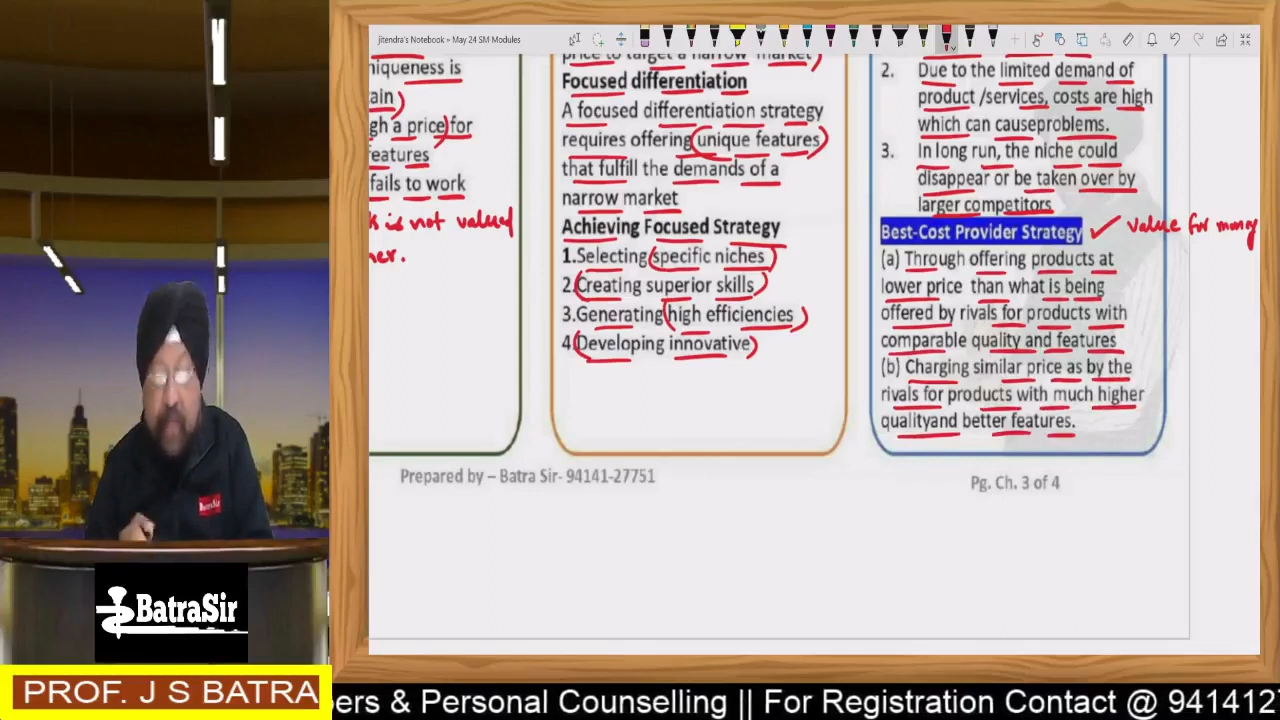 jitendra's Notebook » May 24 SM Modules
niqueness is
ain)
gh a price) for
features
fails to work
is not valued
price to target a narrow market
Focused differentiation
A focused differentiation strategy
requires offering unique features
that fulfill the demands of a
narrow market
Achieving Focused Strategy
1.Selecting specific niches
2.Creating superior skills
3.Generating high efficiencies
4.Developing innovative
2. Due to the limited demand of
product /services, costs are high
which can causeproblems.
3. In long run, the niche could
disappear or be taken over by
larger competitors
Best-Cost Provider Strategy
value for money
(a) Through offering products at
lower price than what is being
offered by rivals for products with
comparable quality and features
(b) Charging similar price as by the
rivals for products with much higher
qualityand better features.
Prepared by – Batra Sir- 94141-27751
Pg. Ch. 3 of 4
BatraSir
BatraSir
PROF. J S BATRA
ers & Personal Counselling || For Registration Contact @ 941412